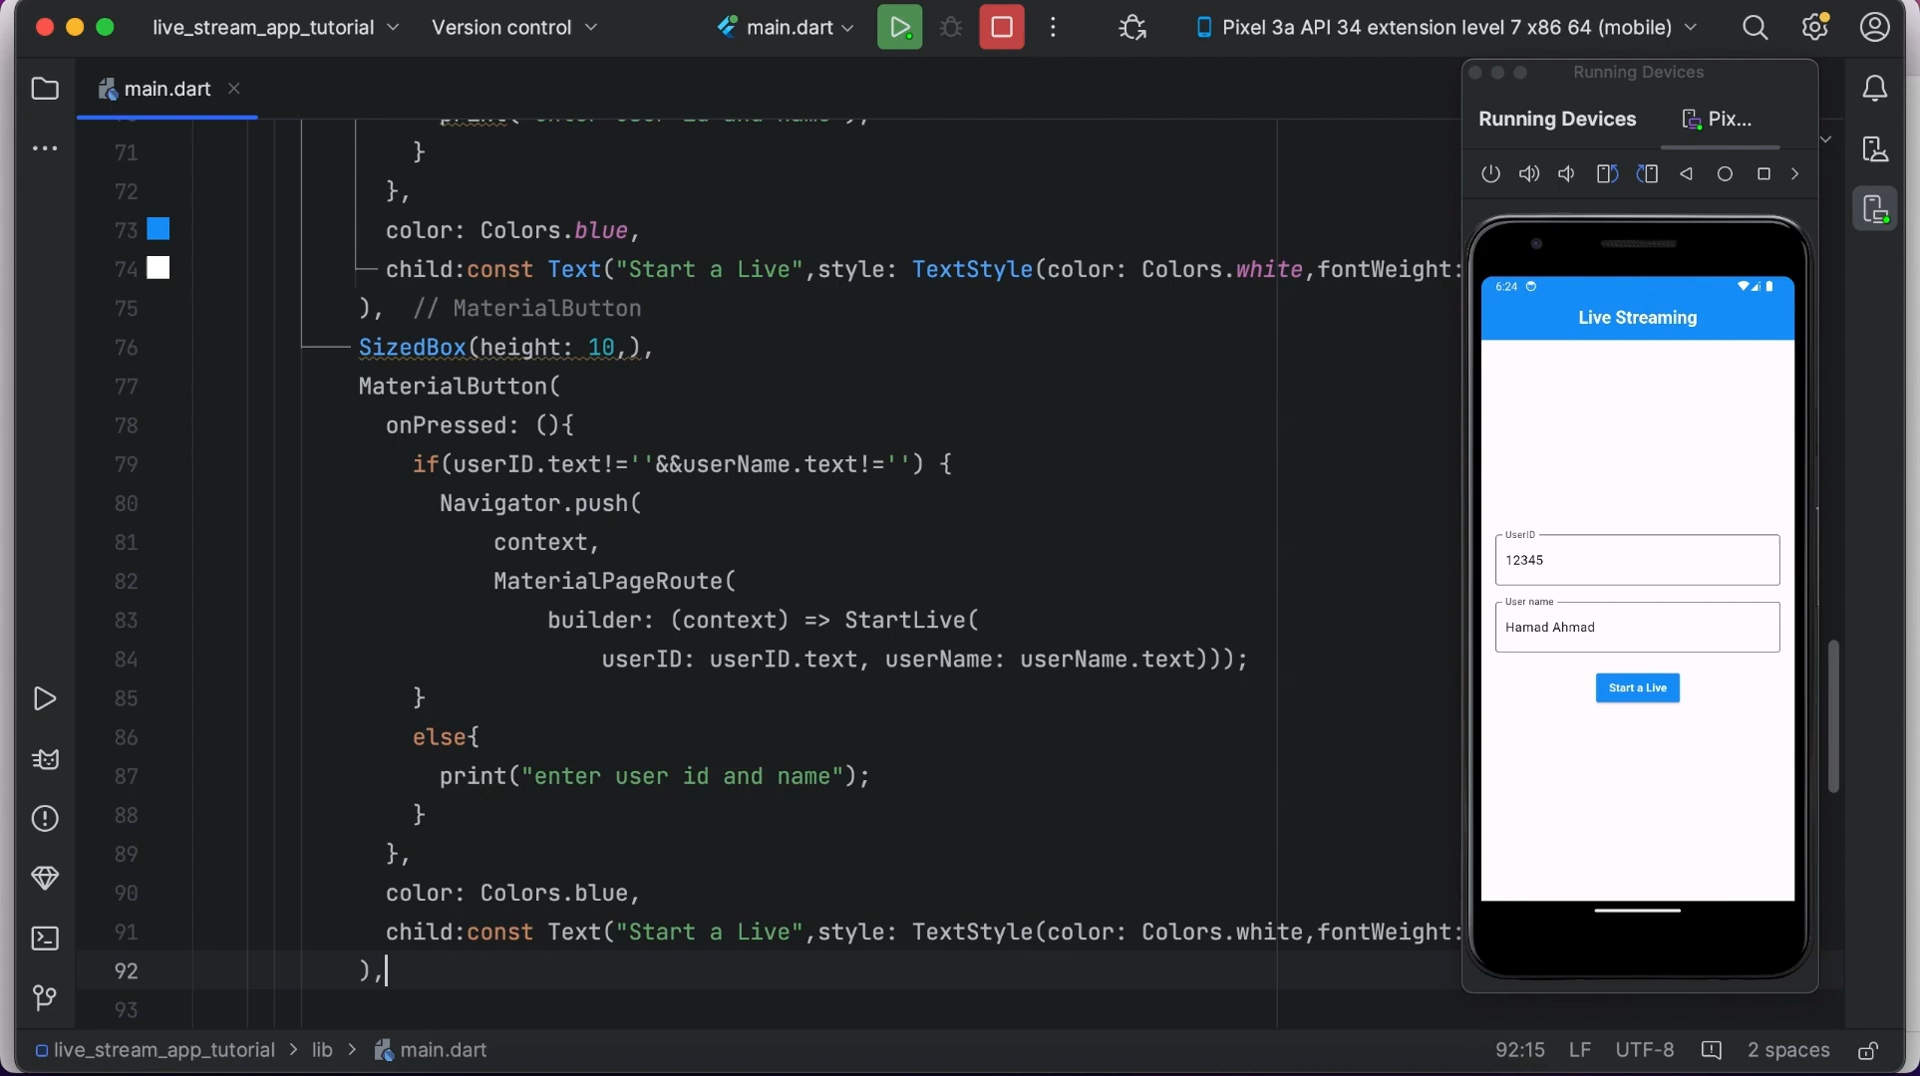 live_stream_app_tutorial Version control main.dart Pixel 3a API 34 extension level 7 x86 64 (mobile)
main.dart
71 }
72 },
73 color: Colors.blue,
74 child:const Text("Start a Live",style: TextStyle(color: Colors.white,fontWeight:
75 ), // MaterialButton
76 SizedBox(height: 10,),
77 MaterialButton(
78 onPressed: (){
79 if(userID.text!=''&&userName.text!='') {
80 Navigator.push(
81 context,
82 MaterialPageRoute(
83 builder: (context) => StartLive(
84 userID: userID.text, userName: userName.text)));
85 }
86 else{
87 print("enter user id and name");
88 }
89 },
90 color: Colors.blue,
91 child:const Text("Start a Live",style: TextStyle(color: Colors.white,fontWeight:
92 ),
93
Running Devices
Running Devices Pix...
6:24
Live Streaming
UserID
12345
User name
Hamad Ahmad
Start a Live
live_stream_app_tutorial > lib > main.dart 92:15 LF UTF-8 2 spaces